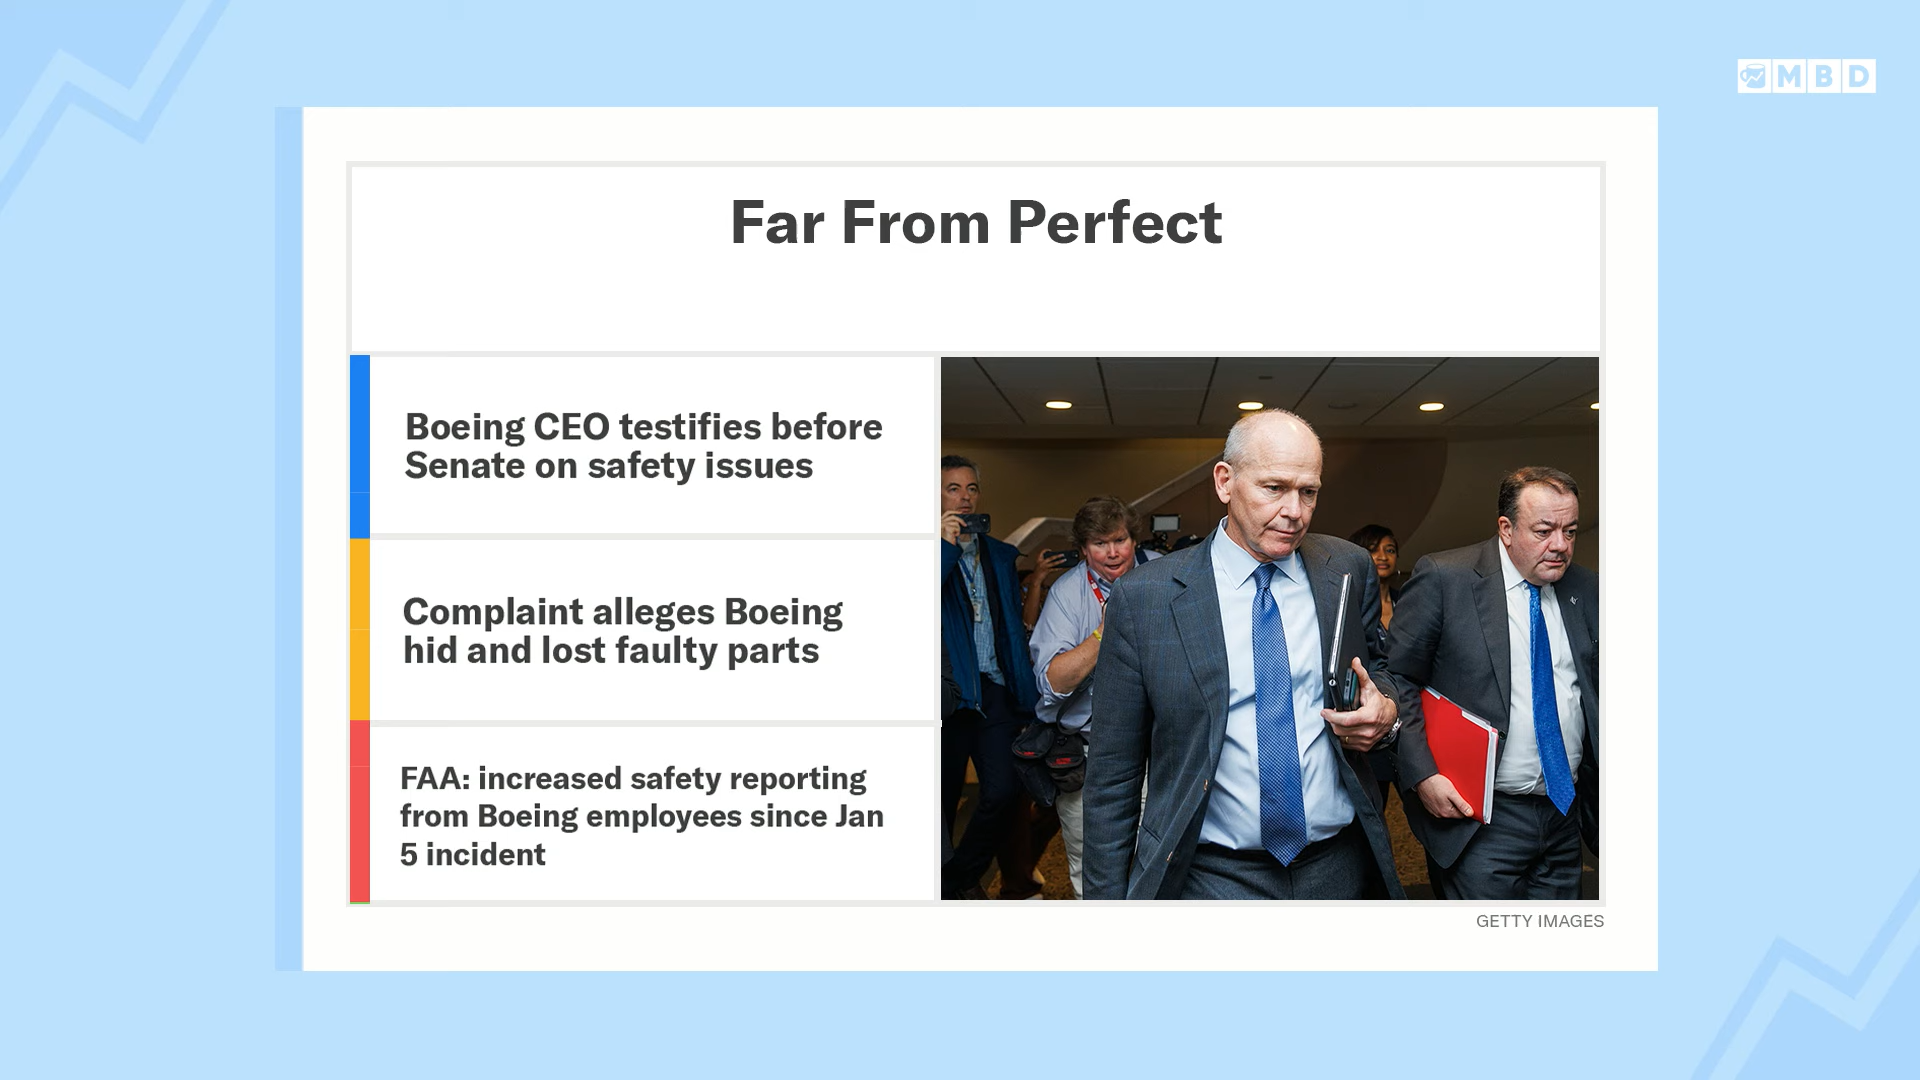 MBD
Far From Perfect
Boeing CEO testifies before
Senate on safety issues
Complaint alleges Boeing
hid and lost faulty parts
FAA: increased safety reporting
from Boeing employees since Jan
5 incident
GETTY IMAGES